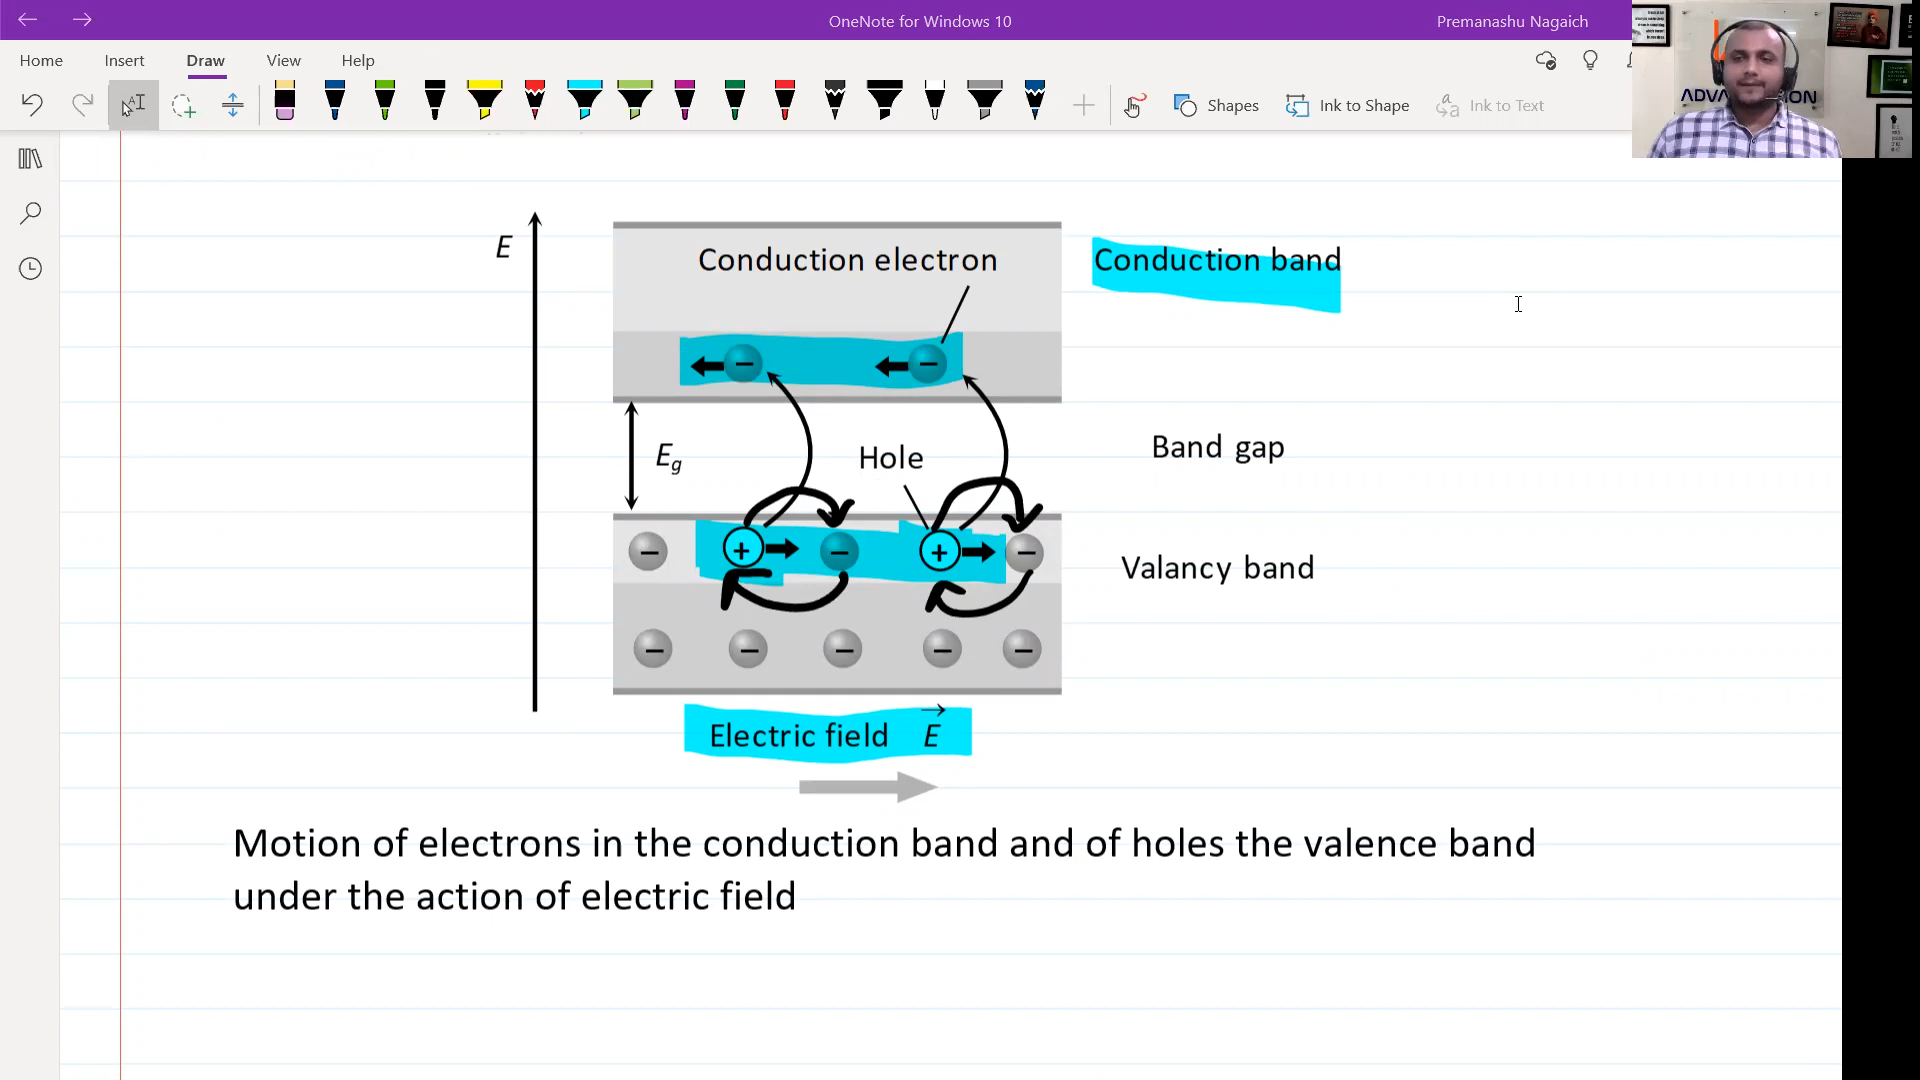 OneNote for Windows 10
Premanashu Nagaich
Home Insert Draw View Help
Shapes Ink to Shape Ink to Text
E
Conduction electron
Conduction band
Eg
Hole
Band gap
Valancy band
Electric field E
Motion of electrons in the conduction band and of holes the valence band
under the action of electric field